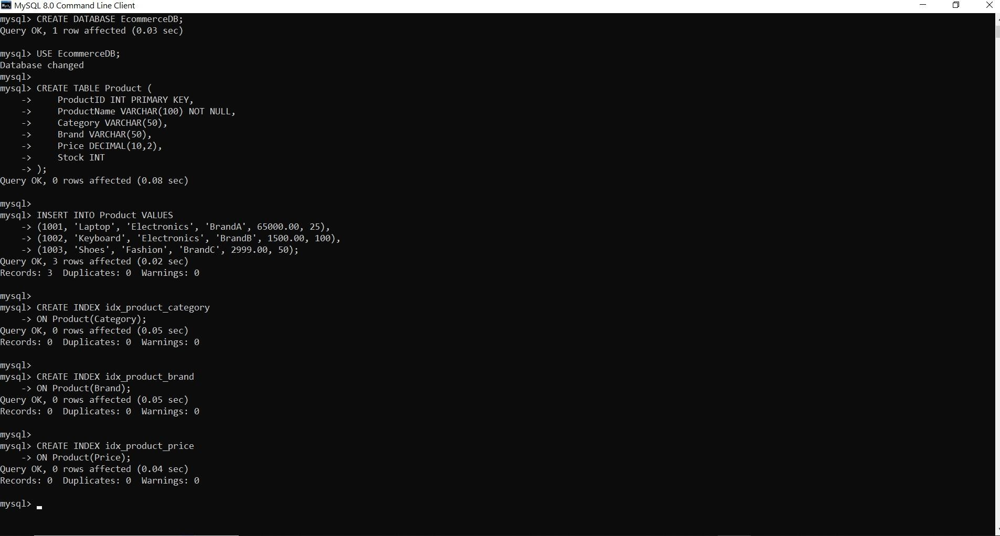 MySQL 8.0 Command Line Client
mysql> CREATE DATABASE EcommerceDB;
Query OK, 1 row affected (0.03 sec)

mysql> USE EcommerceDB;
Database changed
mysql>
mysql> CREATE TABLE Product (
    ->     ProductID INT PRIMARY KEY,
    ->     ProductName VARCHAR(100) NOT NULL,
    ->     Category VARCHAR(50),
    ->     Brand VARCHAR(50),
    ->     Price DECIMAL(10,2),
    ->     Stock INT
    -> );
Query OK, 0 rows affected (0.08 sec)

mysql>
mysql> INSERT INTO Product VALUES
    -> (1001, 'Laptop', 'Electronics', 'BrandA', 65000.00, 25),
    -> (1002, 'Keyboard', 'Electronics', 'BrandB', 1500.00, 100),
    -> (1003, 'Shoes', 'Fashion', 'BrandC', 2999.00, 50);
Query OK, 3 rows affected (0.02 sec)
Records: 3  Duplicates: 0  Warnings: 0

mysql>
mysql> CREATE INDEX idx_product_category
    -> ON Product(Category);
Query OK, 0 rows affected (0.05 sec)
Records: 0  Duplicates: 0  Warnings: 0

mysql>
mysql> CREATE INDEX idx_product_brand
    -> ON Product(Brand);
Query OK, 0 rows affected (0.05 sec)
Records: 0  Duplicates: 0  Warnings: 0

mysql>
mysql> CREATE INDEX idx_product_price
    -> ON Product(Price);
Query OK, 0 rows affected (0.04 sec)
Records: 0  Duplicates: 0  Warnings: 0

mysql>